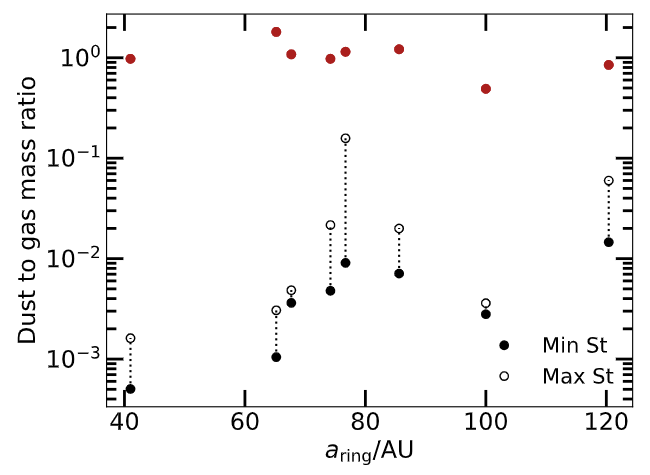 Dust to gas mass ratio
10⁰
10⁻¹
10⁻²
10⁻³
Min St
Max St
40 60 80 100 120
a_ring/AU